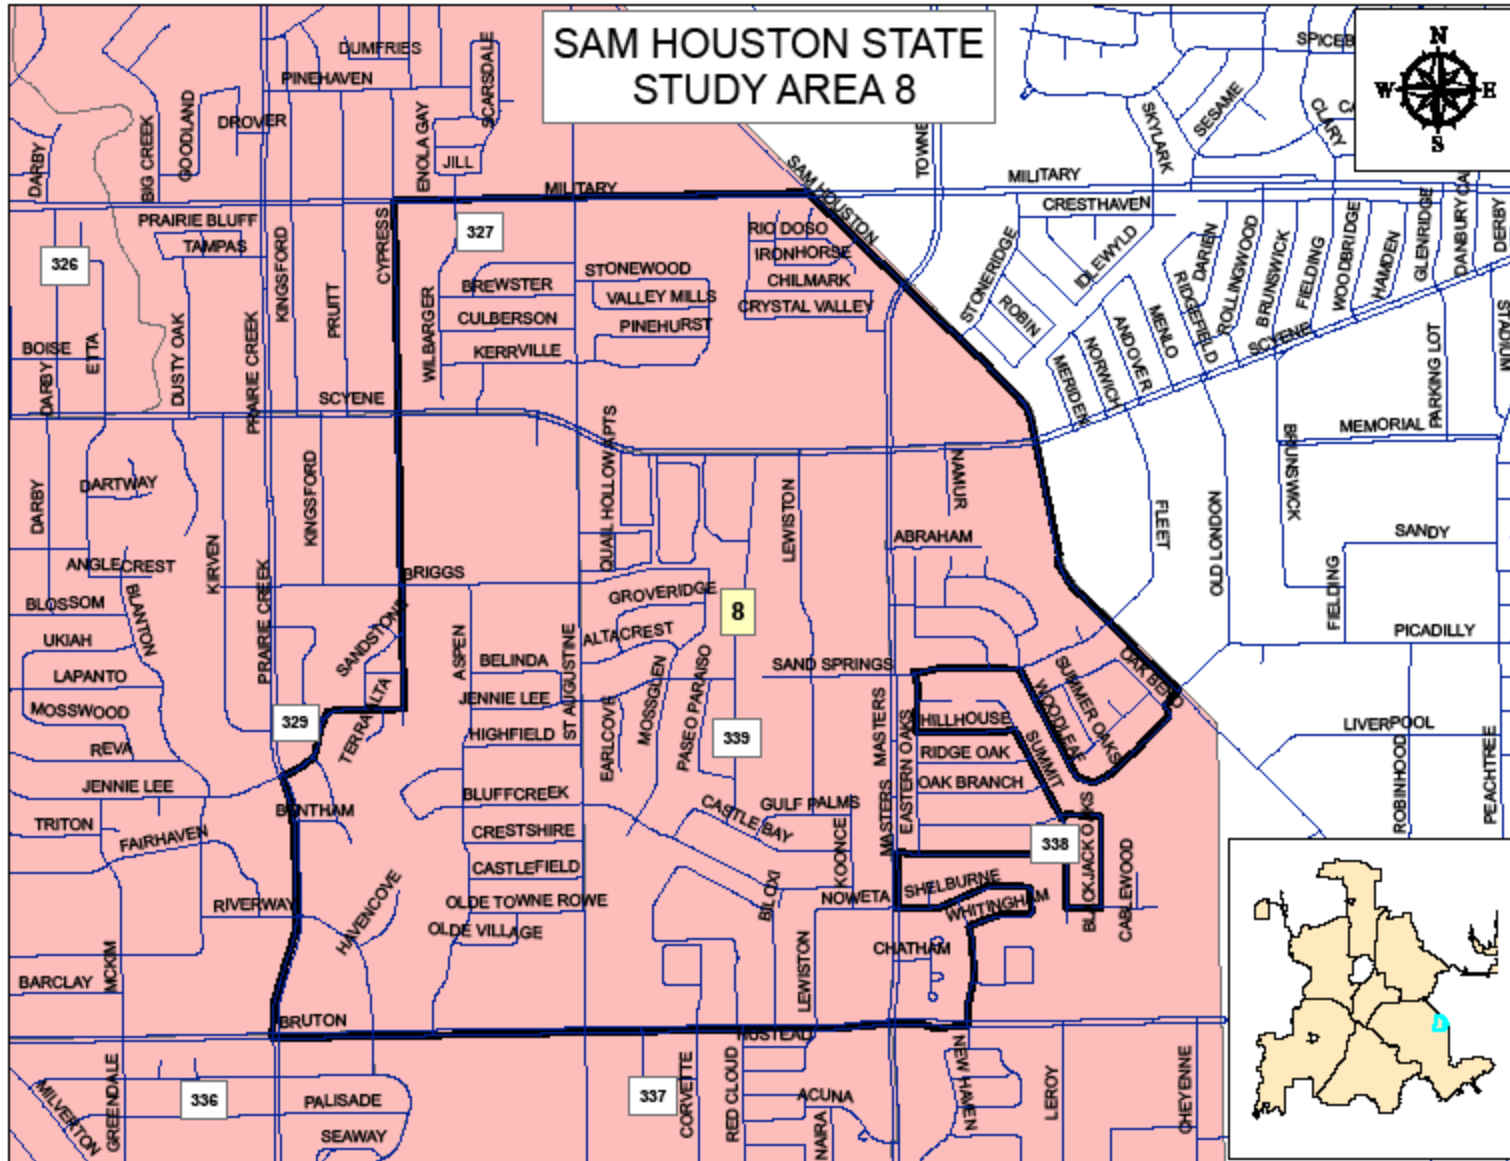 SAM HOUSTON STATE
STUDY AREA 8
N
W
E
S
DUMFRIES
PINEHAVEN
SCARSDALE
GOODLAND
DROVER
BIG CREEK
DARBY
ENOLA GAY
JILL
TOWNE
SKYLARK
SESAME
SPICEB
CLARY
CA
MILITARY
SAM HOUSTON
MILITARY
CRESTHAVEN
PRAIRIE BLUFF
TAMPAS
326
327
CYPRESS
KINGSFORD
PRUITT
PRAIRIE CREEK
DUSTY OAK
BOISE
ETTA
DARBY
SCYENE
WILBARGER
BREWSTER
CULBERSON
KERRVILLE
STONEWOOD
VALLEY MILLS
PINEHURST
RIO DOSO
IRONHORSE
CHILMARK
CRYSTAL VALLEY
STONERIDGE
ROBIN
IDLEWYLD
MERIDEN
NORWICH
ANDOVER
MENLO
RIDGEFIELD
DARIEN
ROLLINGWOOD
BRUNSWICK
FIELDING
WOODBRIDGE
HAMDEN
GLENRIDGE
DANBURY
CA
DERBY
SCYENE
STADIUM
PARKING LOT
MEMORIAL
BRUNSWICK
DARBY
DARTWAY
KIRVEN
KINGSFORD
PRAIRIE CREEK
ANGLECREST
BLOSSOM
BLANTON
UKIAH
LAPANTO
MOSSWOOD
REVA
JENNIE LEE
TRITON
FAIRHAVEN
RIVERWAY
BARCLAY
MCKIM
BRIGGS
SANDSTONE
TERRA ALTA
329
BENTHAM
HAVENCOVE
BRUTON
QUAIL HOLLOW APTS
LEWISTON
NAMUR
ABRAHAM
FLEET
OLD LONDON
SANDY
FIELDING
PICADILLY
GROVERIDGE
8
ALTACREST
ASPEN
BELINDA
JENNIE LEE
HIGHFIELD
ST AUGUSTINE
EARLCOVE
MOSSGLEN
PASEO PARAISO
339
SAND SPRINGS
MASTERS
MASTERS
EASTERN OAKS
HILLHOUSE
RIDGE OAK
OAK BRANCH
SUMMIT
WOODLEAF
SUMMER OAKS
OAK BEND
LIVERPOOL
ROBINHOOD
PEACHTREE
BLUFFCREEK
CRESTSHIRE
CASTLEFIELD
OLDE TOWNE ROWE
OLDE VILLAGE
CASTLE BAY
GULF PALMS
KOONCE
BILOXI
NOWETA
LEWISTON
CHATHAM
SHELBURNE
WHITINGHAM
338
BLACKJACK OAKS
CABLEWOOD
HUSTEAD
MILVERTON
GREENDALE
336
PALISADE
SEAWAY
337
CORVETTE
RED CLOUD
ACUNA
NAIRA
NEW HAVEN
LEROY
CHEYENNE